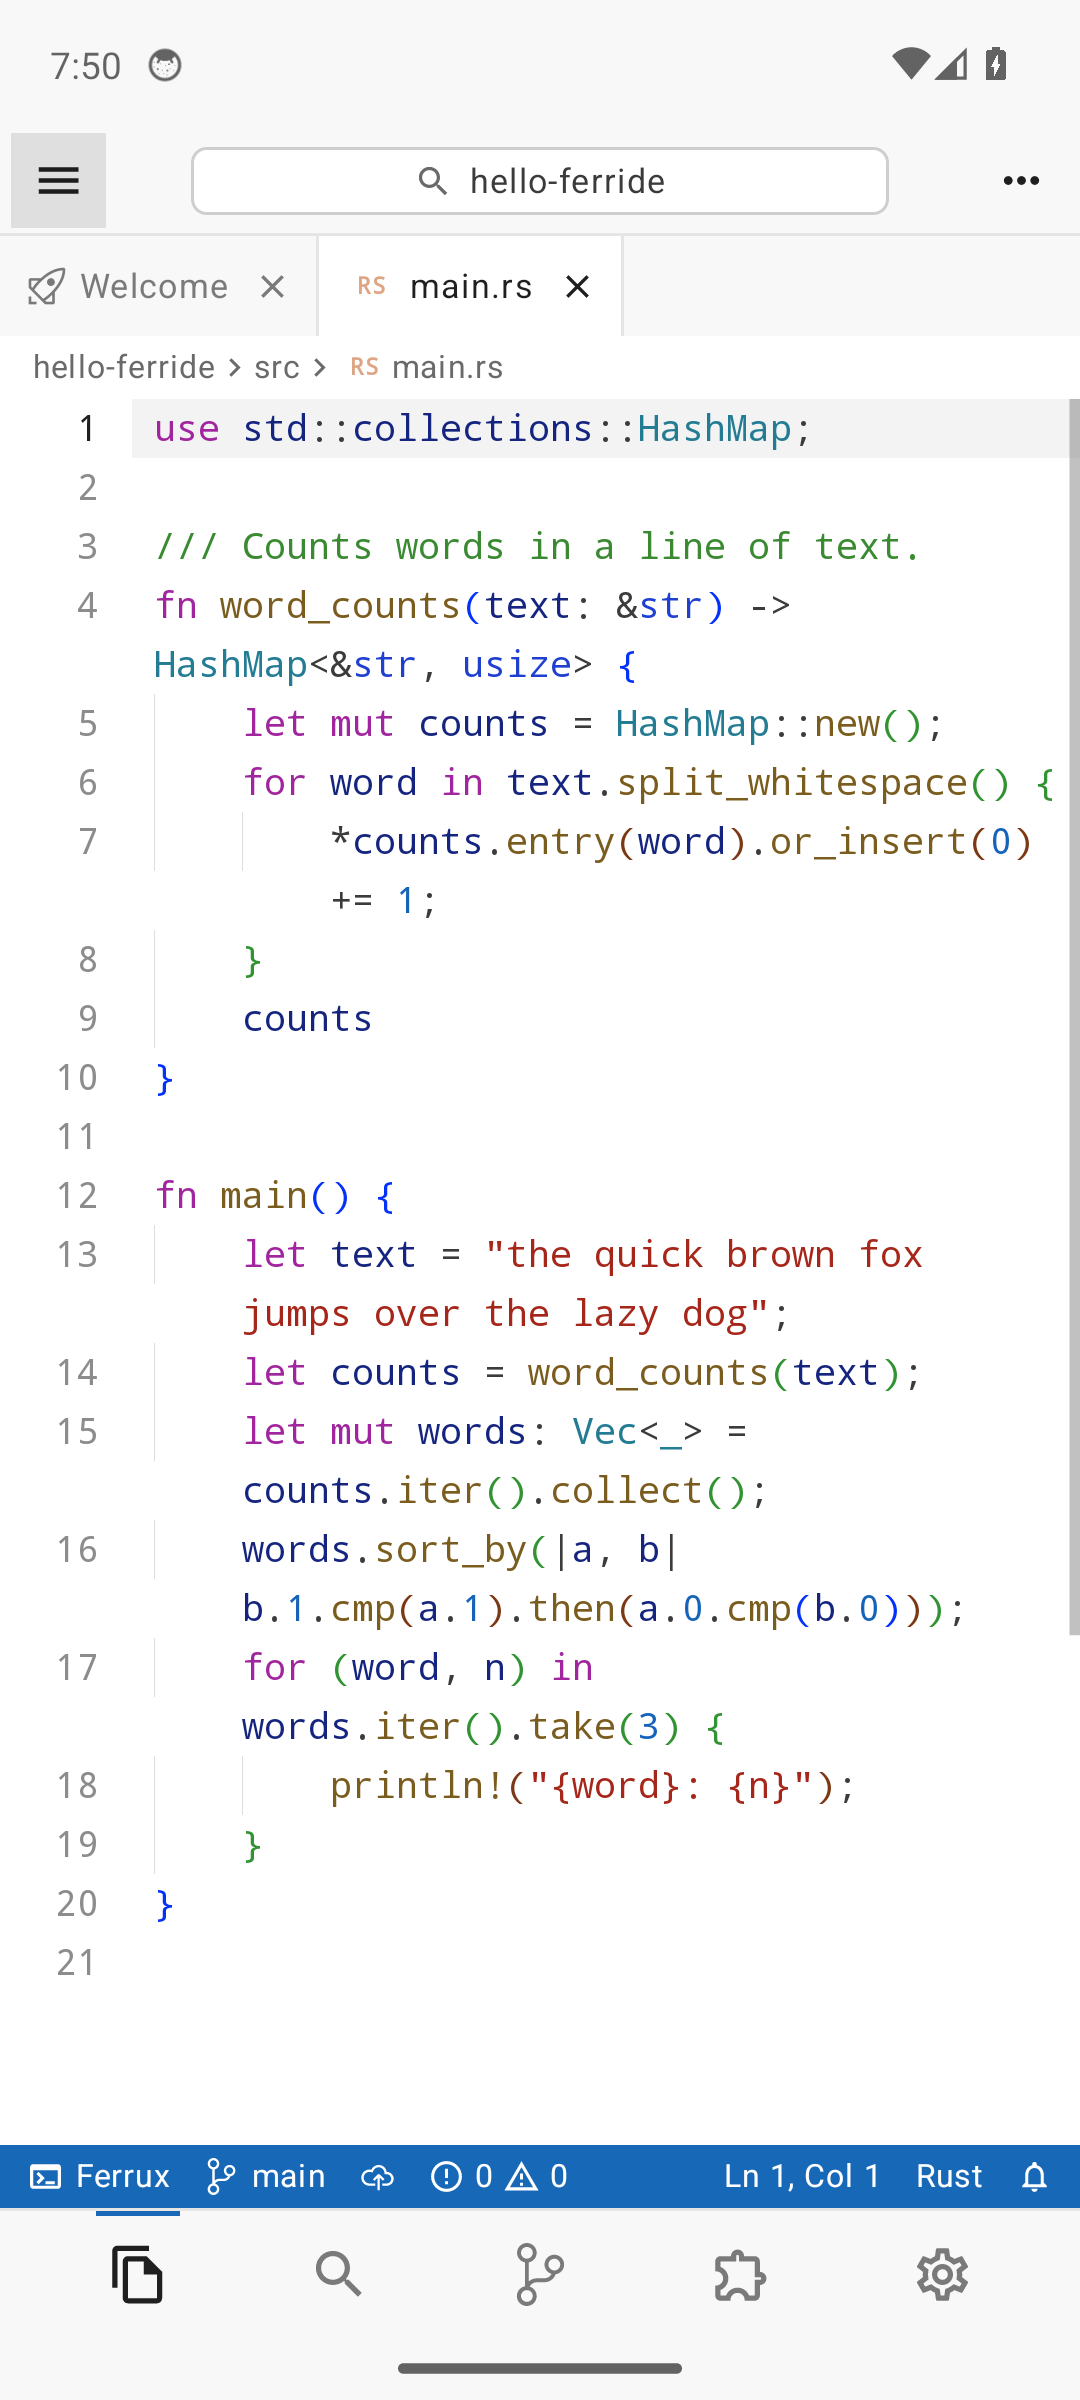 7:50
hello-ferride
Welcome
RS main.rs
hello-ferride > src > RS main.rs
1 use std::collections::HashMap;
2
3 /// Counts words in a line of text.
4 fn word_counts(text: &str) ->
HashMap<&str, usize> {
5 let mut counts = HashMap::new();
6 for word in text.split_whitespace() {
7 *counts.entry(word).or_insert(0)
+= 1;
8 }
9 counts
10 }
11
12 fn main() {
13 let text = "the quick brown fox
jumps over the lazy dog";
14 let counts = word_counts(text);
15 let mut words: Vec<_> =
counts.iter().collect();
16 words.sort_by(|a, b|
b.1.cmp(a.1).then(a.0.cmp(b.0)));
17 for (word, n) in
words.iter().take(3) {
18 println!("{word}: {n}");
19 }
20 }
21
Ferrux main 0 0 Ln 1, Col 1 Rust